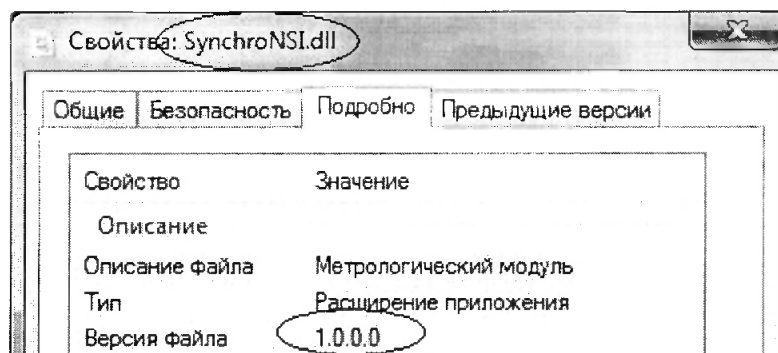 Свойства: SynchroNSI.dll
Общие Безопасность Подробно Предыдущие версии
Свойство Значение
Описание
Описание файла Метрологический модуль
Тип Расширение приложения
Версия файла 1.0.0.0